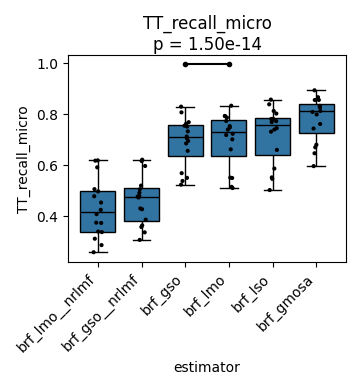 TT_recall_micro
p = 1.50e-14
TT_recall_micro
1.0
0.8
0.6
0.4
brf_lmo__nrlmf
brf_gso__nrlmf
brf_gso
brf_lmo
brf_lso
brf_gmosa
estimator